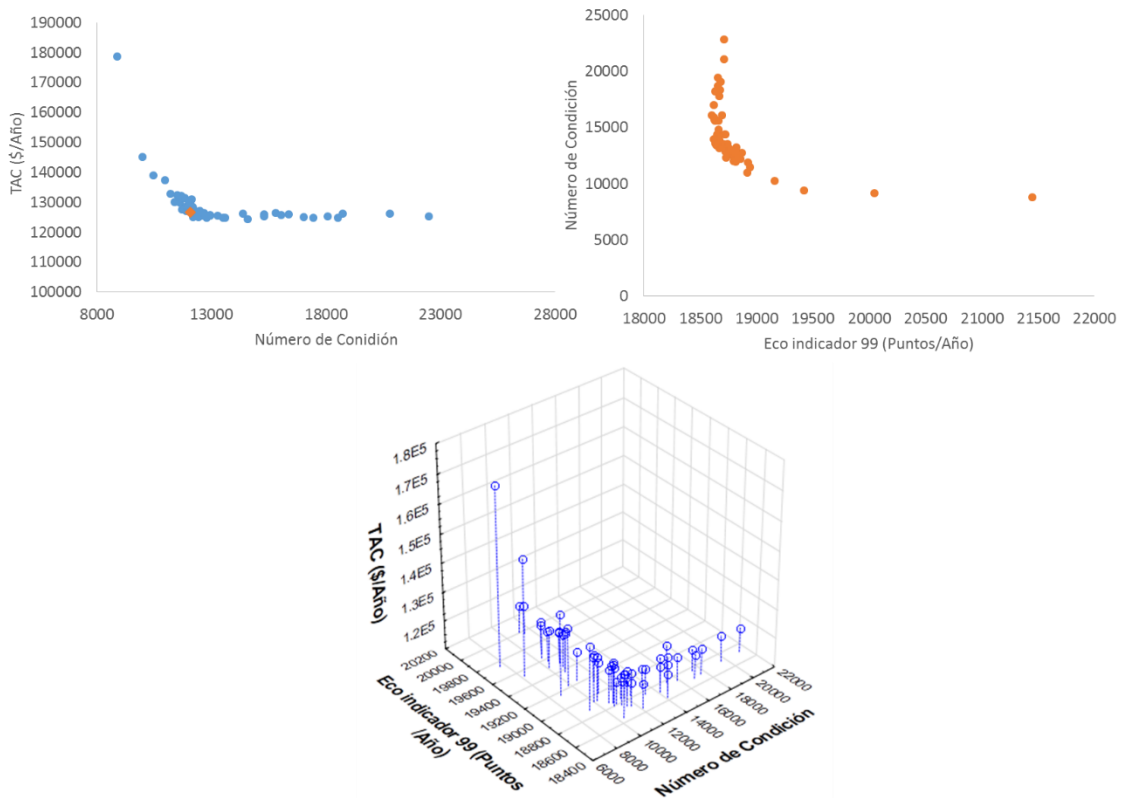 190000
180000
170000
160000
150000
140000
130000
120000
110000
100000
TAC ($/Año)
8000 13000 18000 23000 28000
Número de Conidión
25000
20000
15000
10000
5000
0
Número de Condición
18000 18500 19000 19500 20000 20500 21000 21500 22000
Eco indicador 99 (Puntos/Año)
1.8E5
1.7E5
1.6E5
1.5E5
1.4E5
1.3E5
1.2E5
TAC ($/Año)
20200
20000
19800
19600
19400
19200
19000
18800
18600
18400
Eco indicador 99 (Puntos
/Año)
6000
8000
10000
12000
14000
16000
18000
20000
22000
Número de Condición